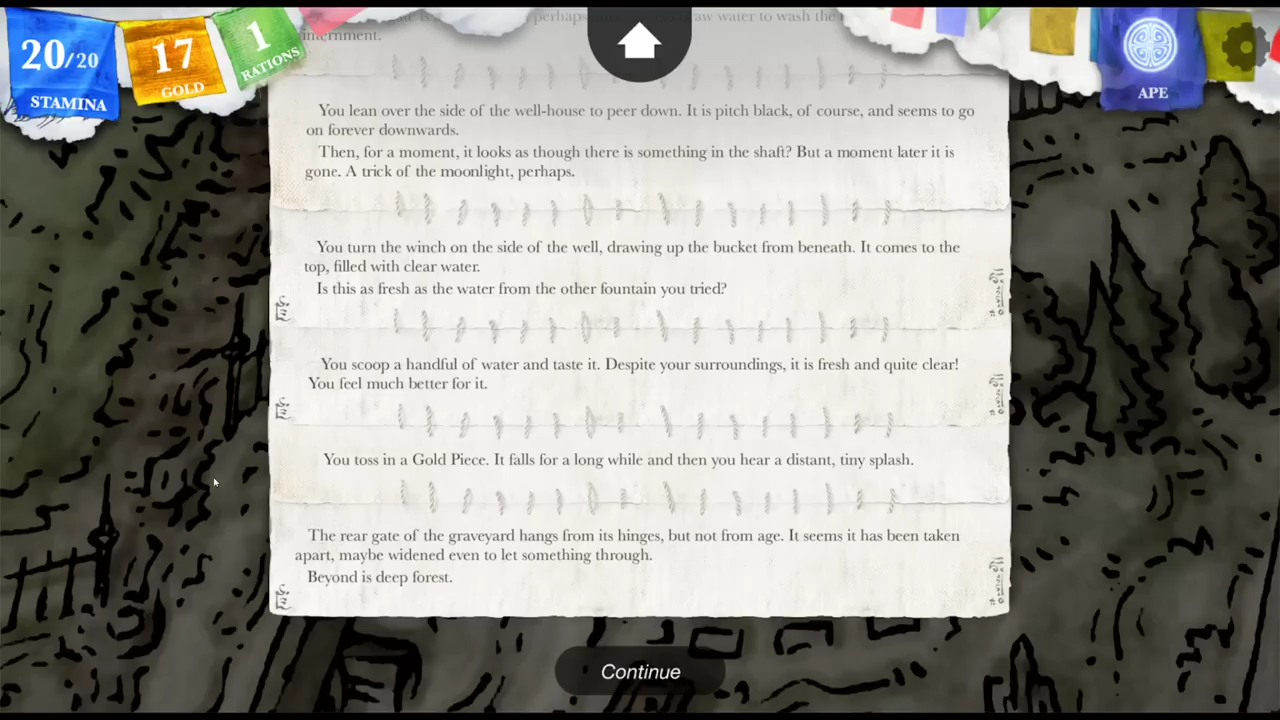 20/20
STAMINA
17
GOLD
1
RATIONS
APE
perhaps
draw water to wash the
internment.
You lean over the side of the well-house to peer down. It is pitch black, of course, and seems to go
on forever downwards.
Then, for a moment, it looks as though there is something in the shaft? But a moment later it is
gone. A trick of the moonlight, perhaps.
You turn the winch on the side of the well, drawing up the bucket from beneath. It comes to the
top, filled with clear water.
Is this as fresh as the water from the other fountain you tried?
You scoop a handful of water and taste it. Despite your surroundings, it is fresh and quite clear!
You feel much better for it.
You toss in a Gold Piece. It falls for a long while and then you hear a distant, tiny splash.
The rear gate of the graveyard hangs from its hinges, but not from age. It seems it has been taken
apart, maybe widened even to let something through.
Beyond is deep forest.
Continue